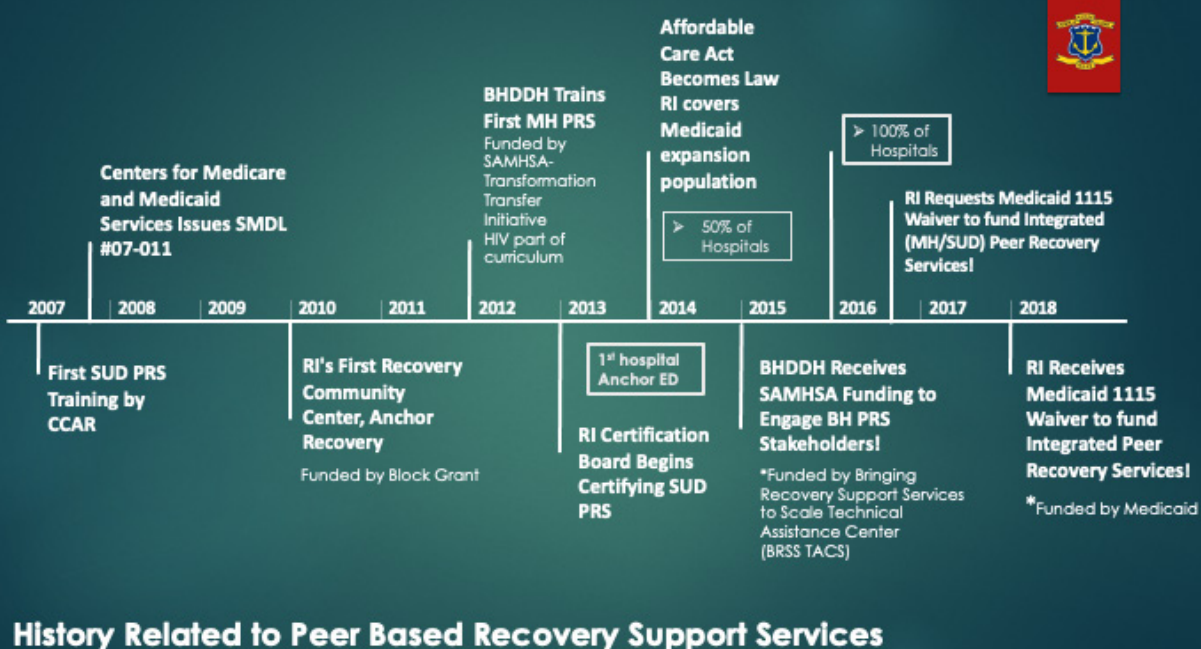 Affordable
Care Act
Becomes Law
RI covers
Medicaid
expansion
population
➢ 50% of
Hospitals
BHDDH Trains
First MH PRS
Funded by
SAMHSA-
Transformation
Transfer
Initiative
HIV part of
curriculum
➢ 100% of
Hospitals
Centers for Medicare
and Medicaid
Services Issues SMDL
#07-011
RI Requests Medicaid 1115
Waiver to fund Integrated
(MH/SUD) Peer Recovery
Services!
2007 2008 2009 2010 2011 2012 2013 2014 2015 2016 2017 2018
First SUD PRS
Training by
CCAR
RI's First Recovery
Community
Center, Anchor
Recovery
Funded by Block Grant
1st hospital
Anchor ED
RI Certification
Board Begins
Certifying SUD
PRS
BHDDH Receives
SAMHSA Funding to
Engage BH PRS
Stakeholders!
*Funded by Bringing
Recovery Support Services
to Scale Technical
Assistance Center
(BRSS TACS)
RI Receives
Medicaid 1115
Waiver to fund
Integrated Peer
Recovery Services!
*Funded by Medicaid
History Related to Peer Based Recovery Support Services